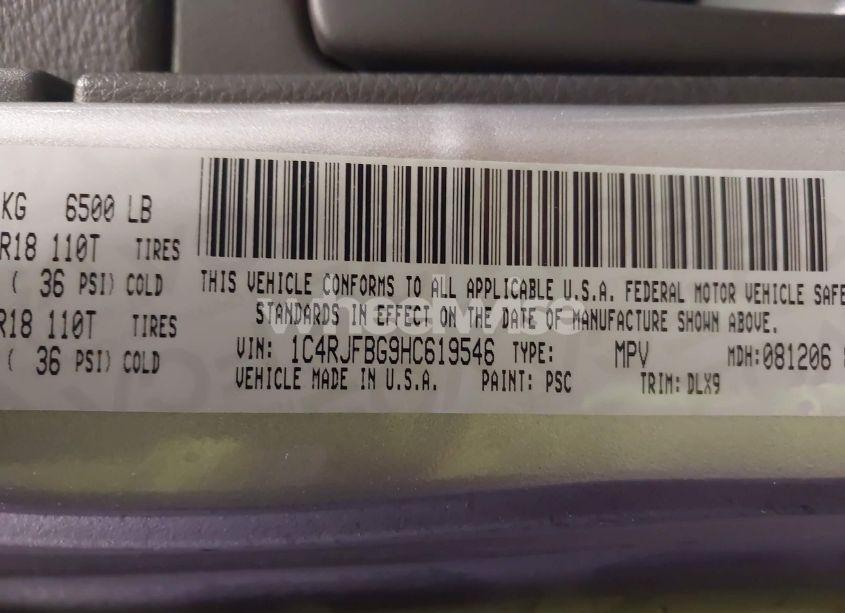 KG 6500 LB
R18 110T TIRES
( 36 PSI) COLD
R18 110T TIRES
( 36 PSI) COLD
THIS VEHICLE CONFORMS TO ALL APPLICABLE U.S.A. FEDERAL MOTOR VEHICLE SAFE
STANDARDS IN EFFECT ON THE DATE OF MANUFACTURE SHOWN ABOVE.
VIN: 1C4RJFBG9HC619546 TYPE: MPV MDH:081206
VEHICLE MADE IN U.S.A. PAINT: PSC TRIM: DLX9